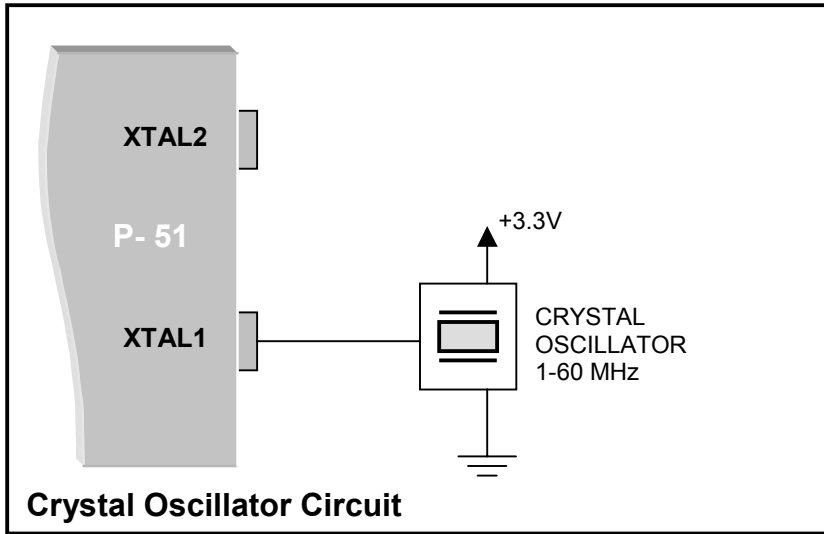 XTAL2
P- 51
+3.3V
XTAL1
CRYSTAL
OSCILLATOR
1-60 MHz
Crystal Oscillator Circuit